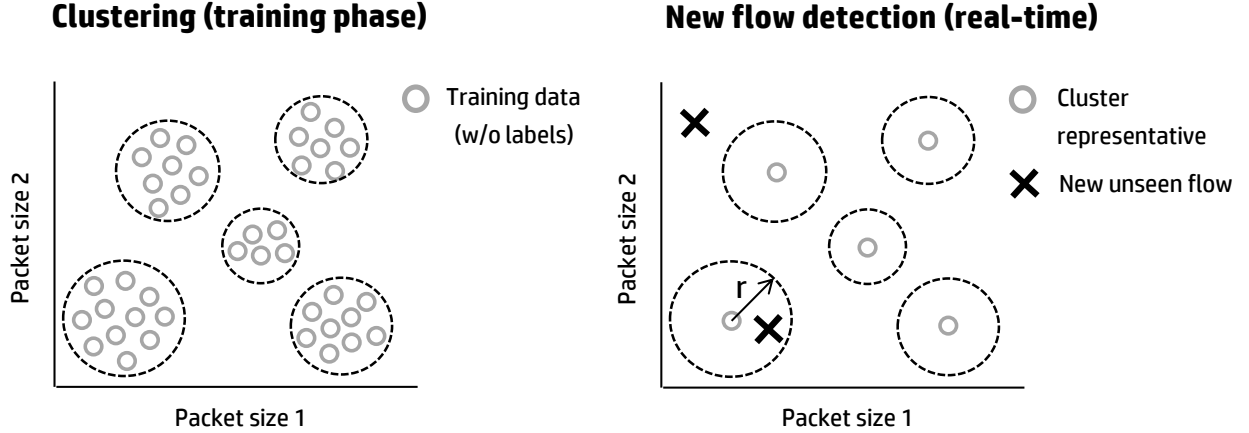 Clustering (training phase)
Training data
(w/o labels)
Packet size 2
Packet size 1
New flow detection (real-time)
Cluster
representative
New unseen flow
Packet size 2
r
Packet size 1